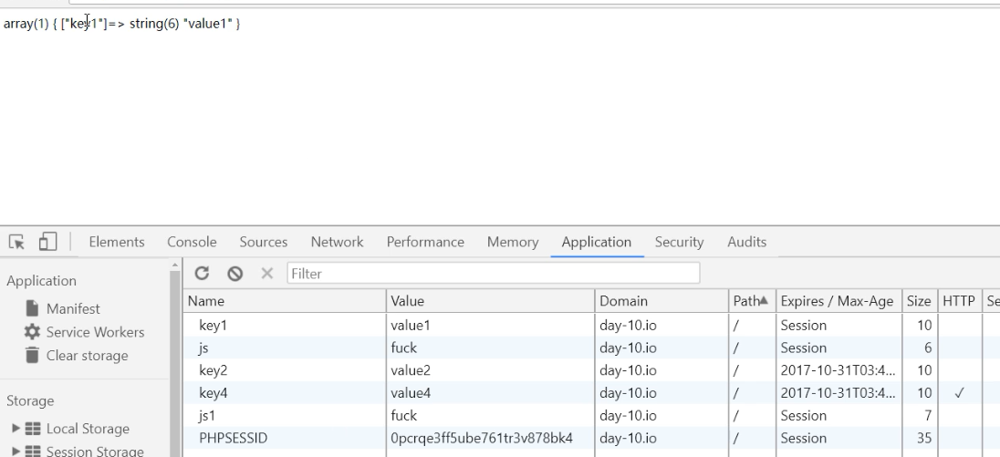 array(1) { ["key1"]=> string(6) "value1" }
Elements Console Sources Network Performance Memory Application Security Audits
Application
Manifest
Service Workers
Clear storage
Storage
Local Storage
Session Storage
Filter
Name Value Domain Path▲ Expires / Max-Age Size HTTP Se
key1 value1 day-10.io / Session 10
js fuck day-10.io / Session 6
key2 value2 day-10.io / 2017-10-31T03:4... 10
key4 value4 day-10.io / 2017-10-31T03:4... 10 ✓
js1 fuck day-10.io / Session 7
PHPSESSID 0pcrqe3ff5ube761tr3v878bk4 day-10.io / Session 35